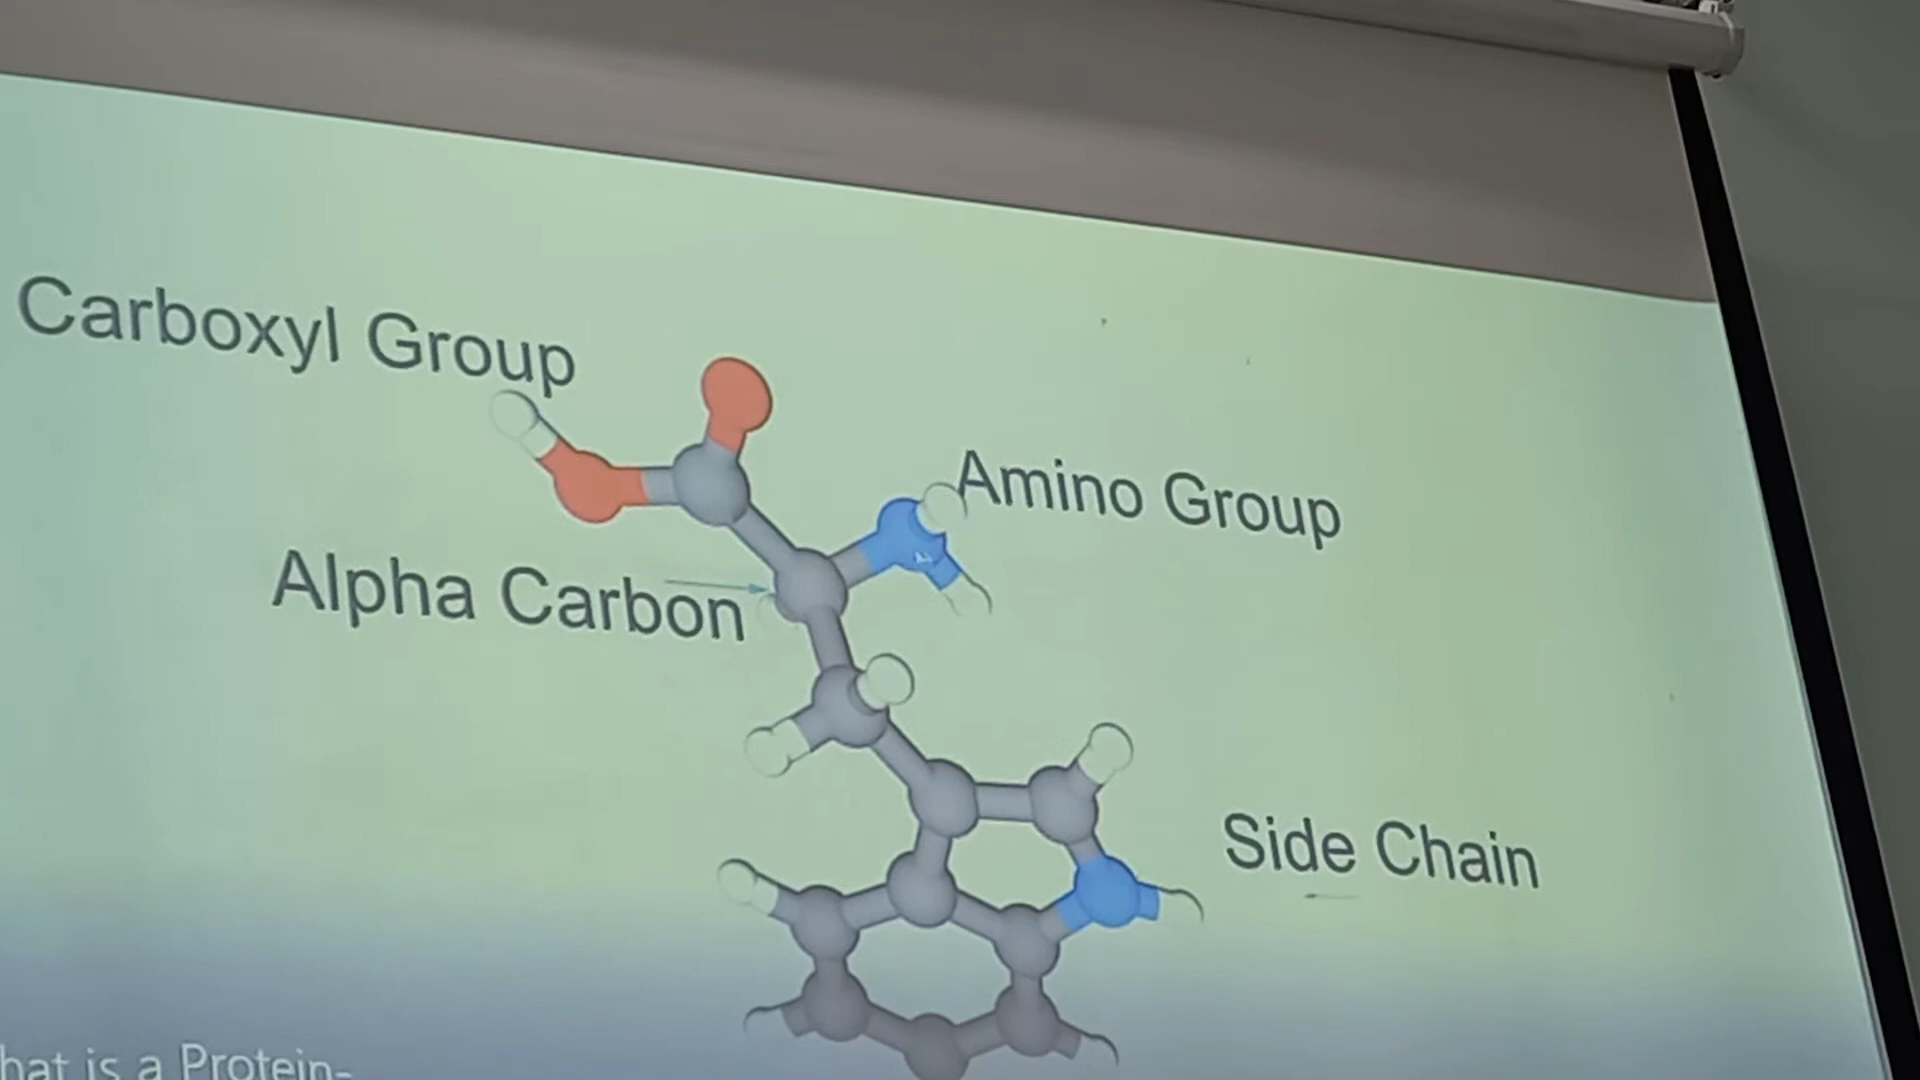 Carboxyl Group
Amino Group
Alpha Carbon
Side Chain
hat is a Protein-